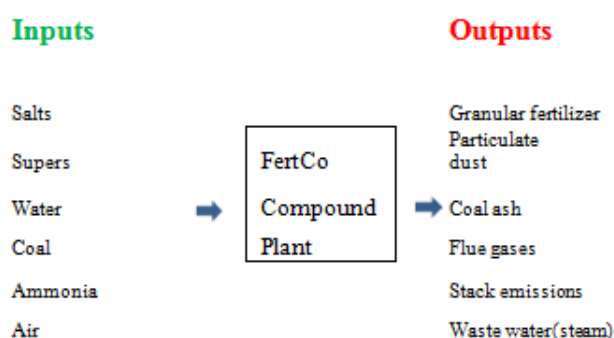 Inputs
Outputs
Salts
Supers
Water
Coal
Ammonia
Air
FertCo
Compound
Plant
Granular fertilizer
Particulate
dust
Coal ash
Flue gases
Stack emissions
Waste water(steam)